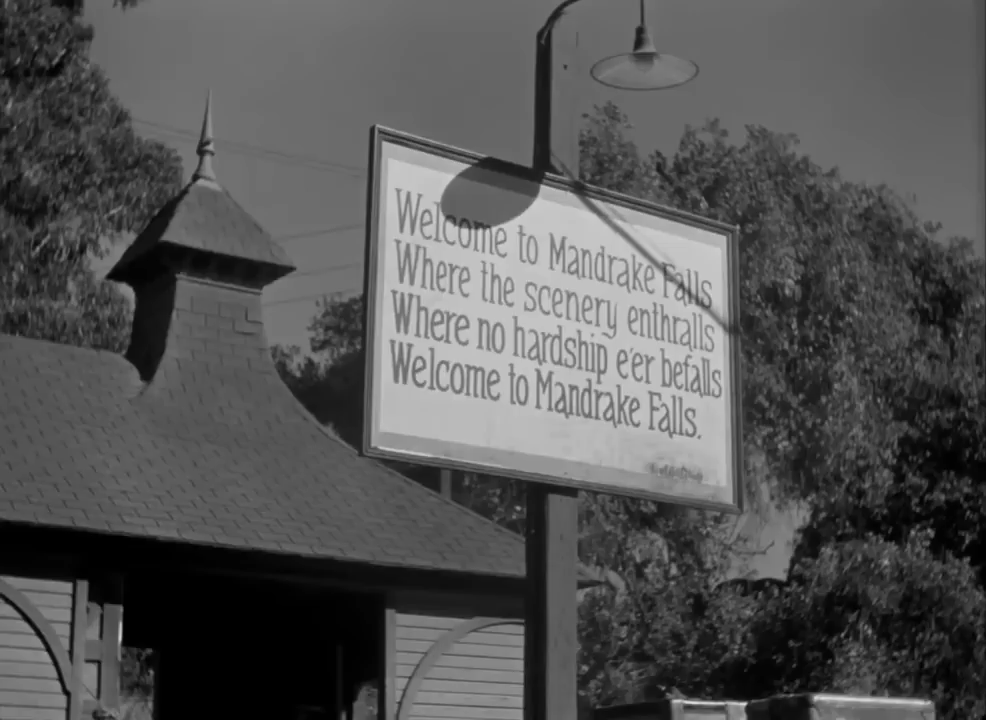 Welcome to Mandrake Falls
Where the scenery enthralls
Where no hardship e'er befalls
Welcome to Mandrake Falls.